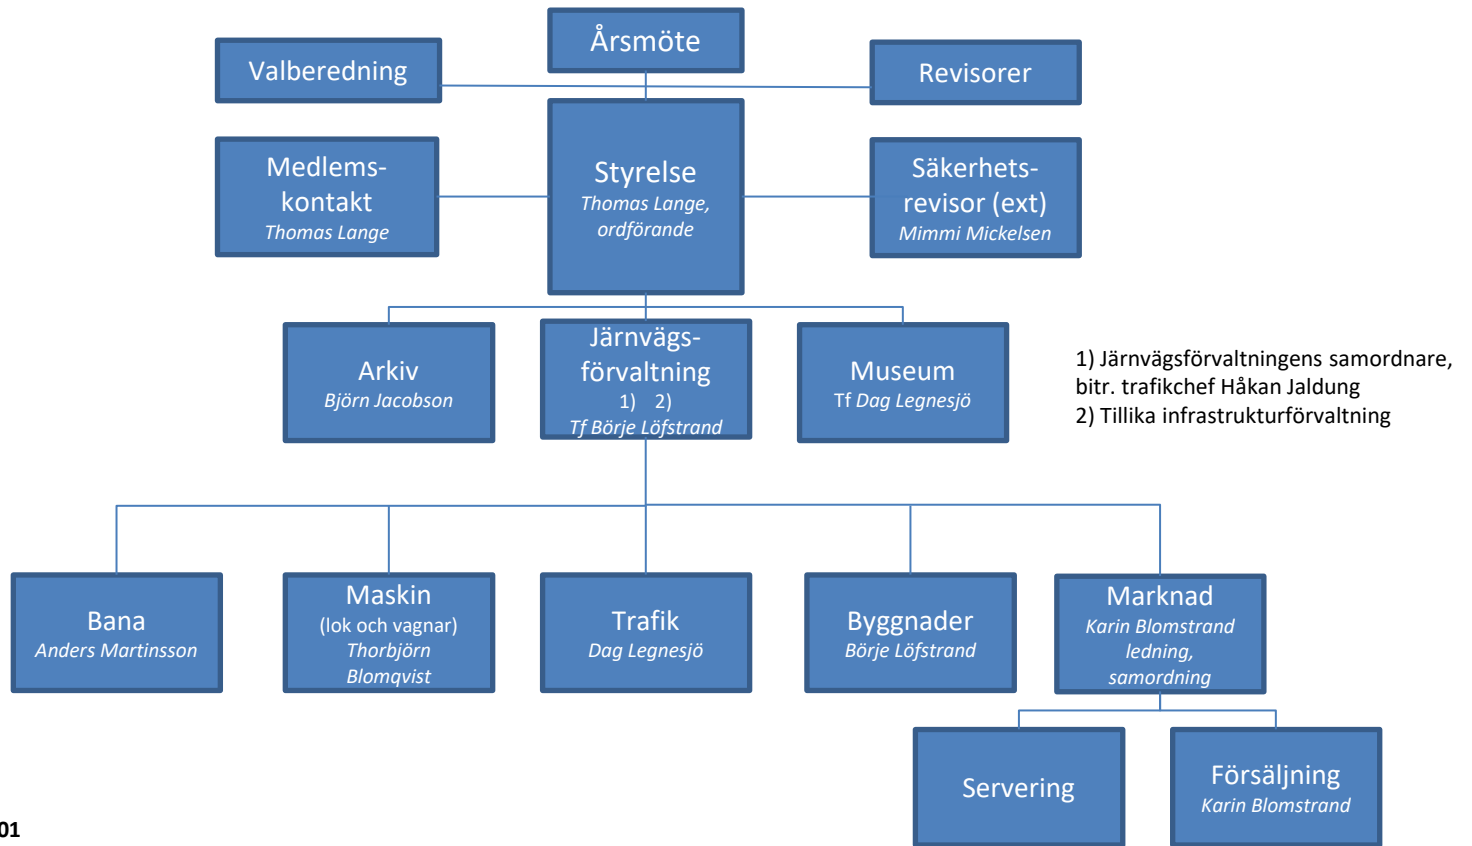 Årsmöte
Valberedning
Revisorer
Medlems-
kontakt
Thomas Lange
Styrelse
Thomas Lange,
ordförande
Säkerhets-
revisor (ext)
Mimmi Mickelsen
Arkiv
Björn Jacobson
Järnvägs-
förvaltning
1) 2)
Tf Börje Löfstrand
Museum
Tf Dag Legnesjö
1) Järnvägsförvaltningens samordnare,
bitr. trafikchef Håkan Jaldung
2) Tillika infrastrukturförvaltning
Bana
Anders Martinsson
Maskin
(lok och vagnar)
Thorbjörn
Blomqvist
Trafik
Dag Legnesjö
Byggnader
Börje Löfstrand
Marknad
Karin Blomstrand
ledning,
samordning
Servering
Försäljning
Karin Blomstrand
01